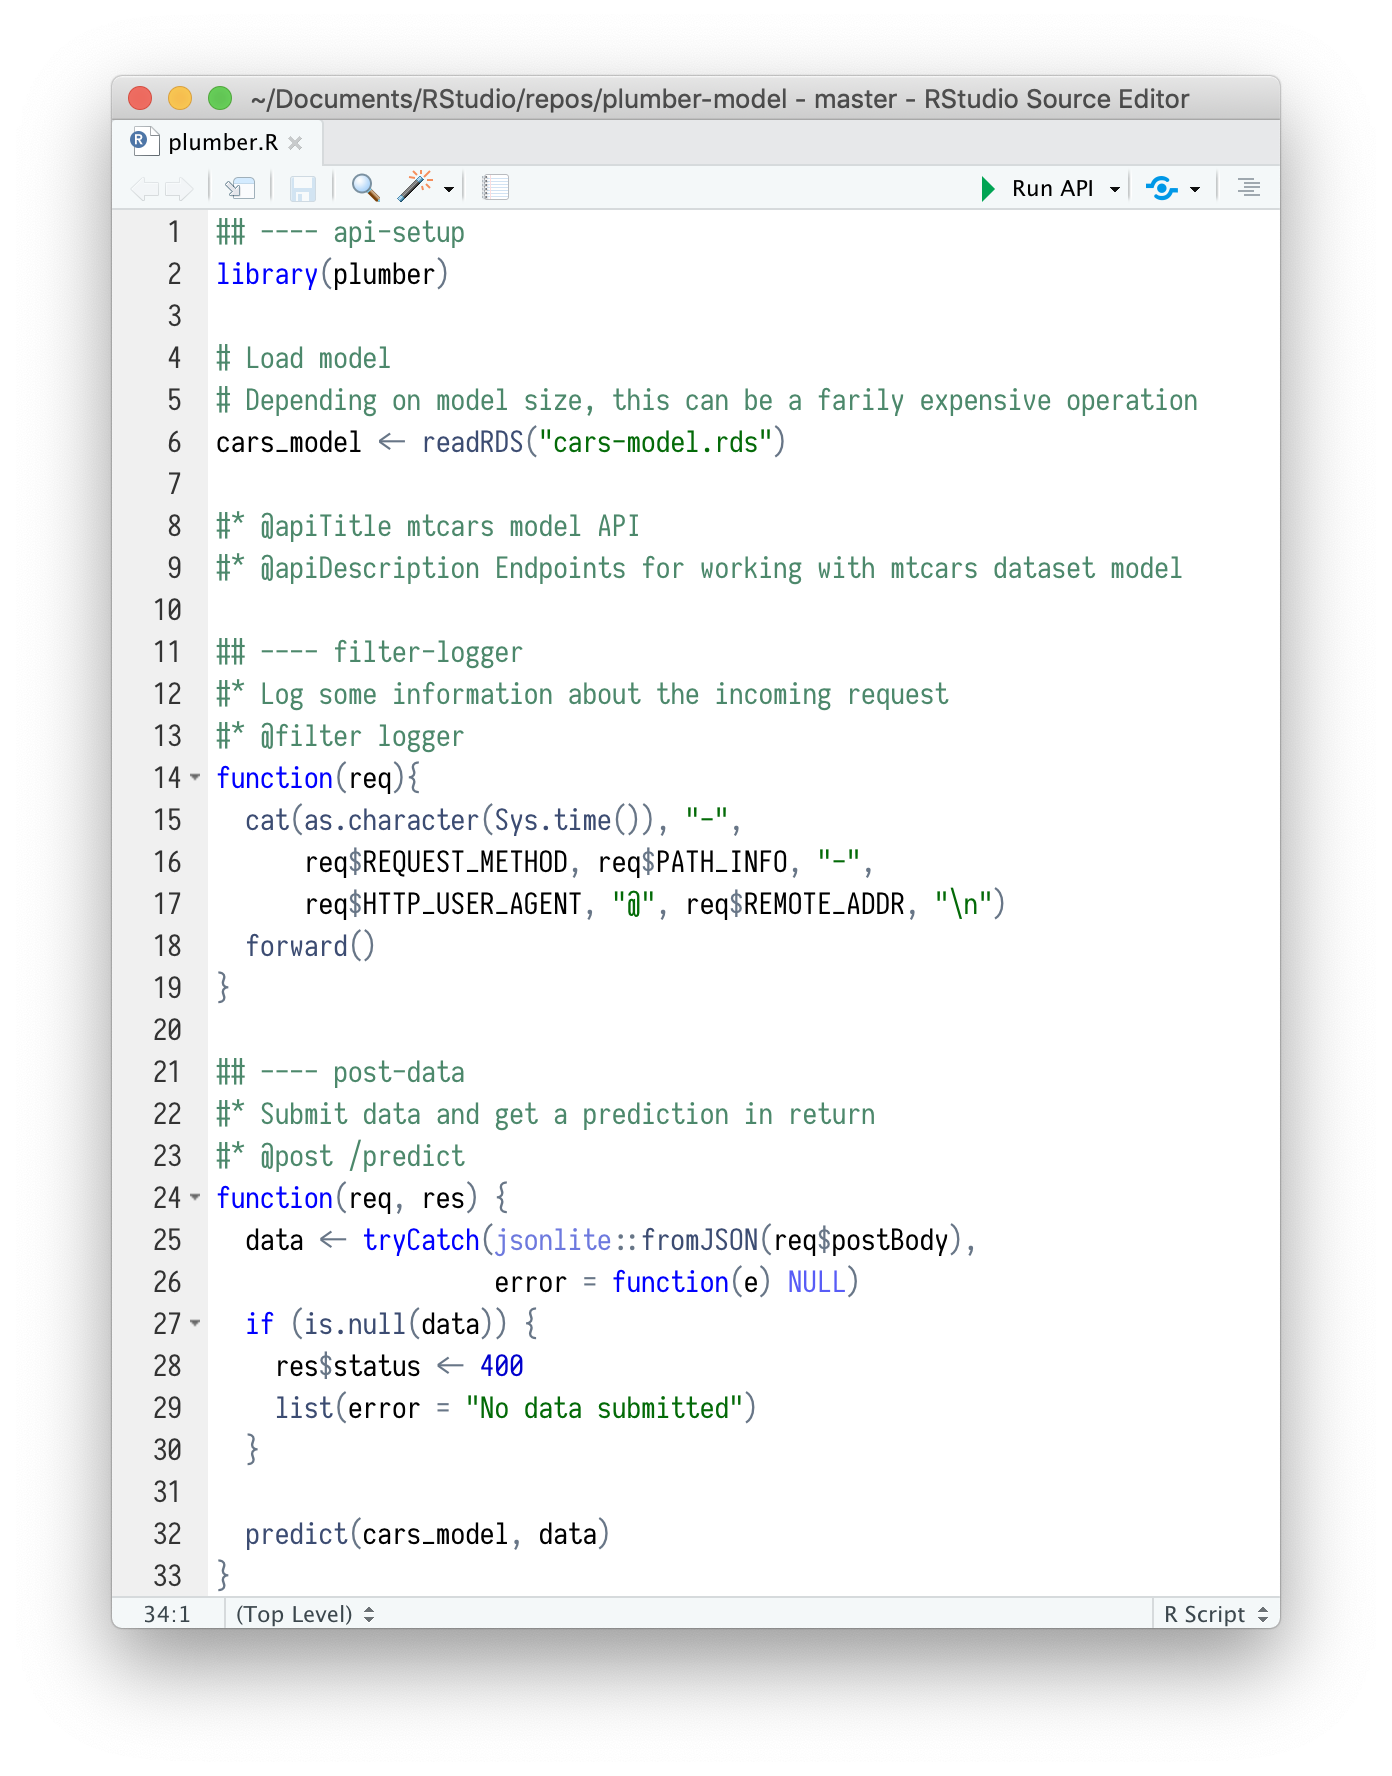 ~/Documents/RStudio/repos/plumber-model - master - RStudio Source Editor
plumber.R
Run API
1 ## ---- api-setup
2 library(plumber)
3
4 # Load model
5 # Depending on model size, this can be a farily expensive operation
6 cars_model <- readRDS("cars-model.rds")
7
8 #* @apiTitle mtcars model API
9 #* @apiDescription Endpoints for working with mtcars dataset model
10
11 ## ---- filter-logger
12 #* Log some information about the incoming request
13 #* @filter logger
14 function(req){
15   cat(as.character(Sys.time()), "-",
16       req$REQUEST_METHOD, req$PATH_INFO, "-",
17       req$HTTP_USER_AGENT, "@", req$REMOTE_ADDR, "\n")
18   forward()
19 }
20
21 ## ---- post-data
22 #* Submit data and get a prediction in return
23 #* @post /predict
24 function(req, res) {
25   data <- tryCatch(jsonlite::fromJSON(req$postBody),
26                    error = function(e) NULL)
27   if (is.null(data)) {
28     res$status <- 400
29     list(error = "No data submitted")
30   }
31
32   predict(cars_model, data)
33 }
34:1 (Top Level) R Script